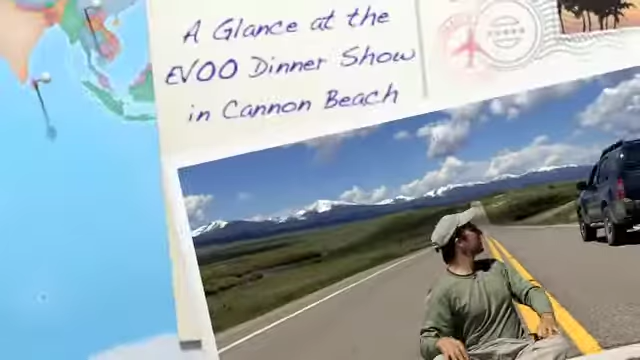 A Glance at the
EVOO Dinner Show
in Cannon Beach